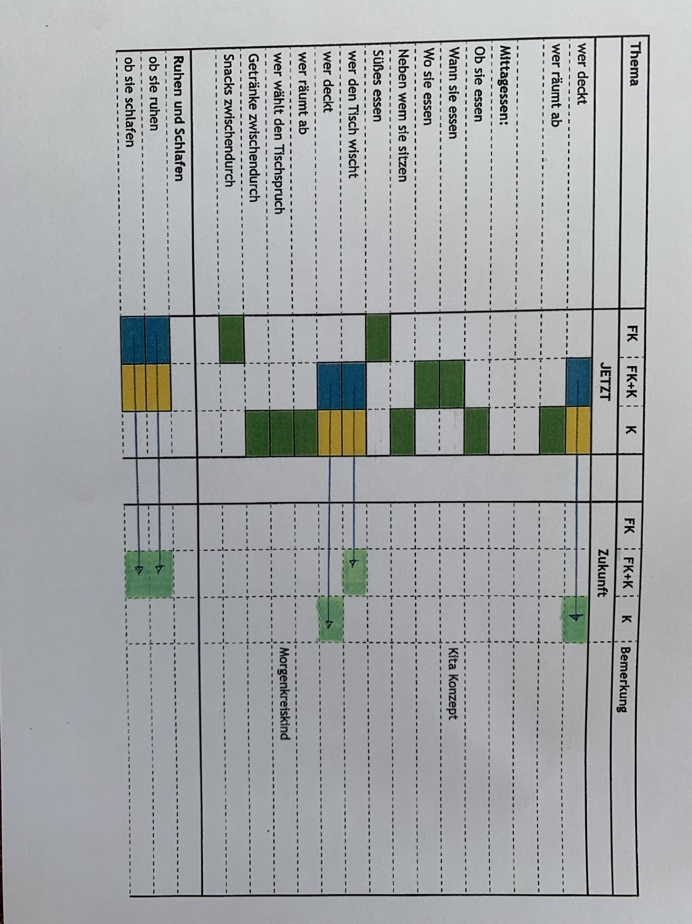 Thema FK FK+K K FK FK+K K Bemerkung
JETZT Zukunft
wer deckt
wer räumt ab
Mittagessen:
Ob sie essen
Wann sie essen Kita Konzept
Wo sie essen
Neben wem sie sitzen
Süßes essen
wer den Tisch wischt
wer deckt
wer räumt ab
wer wählt den Tischspruch Morgenkreiskind
Getränke zwischendurch
Snacks zwischendurch
Ruhen und Schlafen
ob sie ruhen
ob sie schlafen